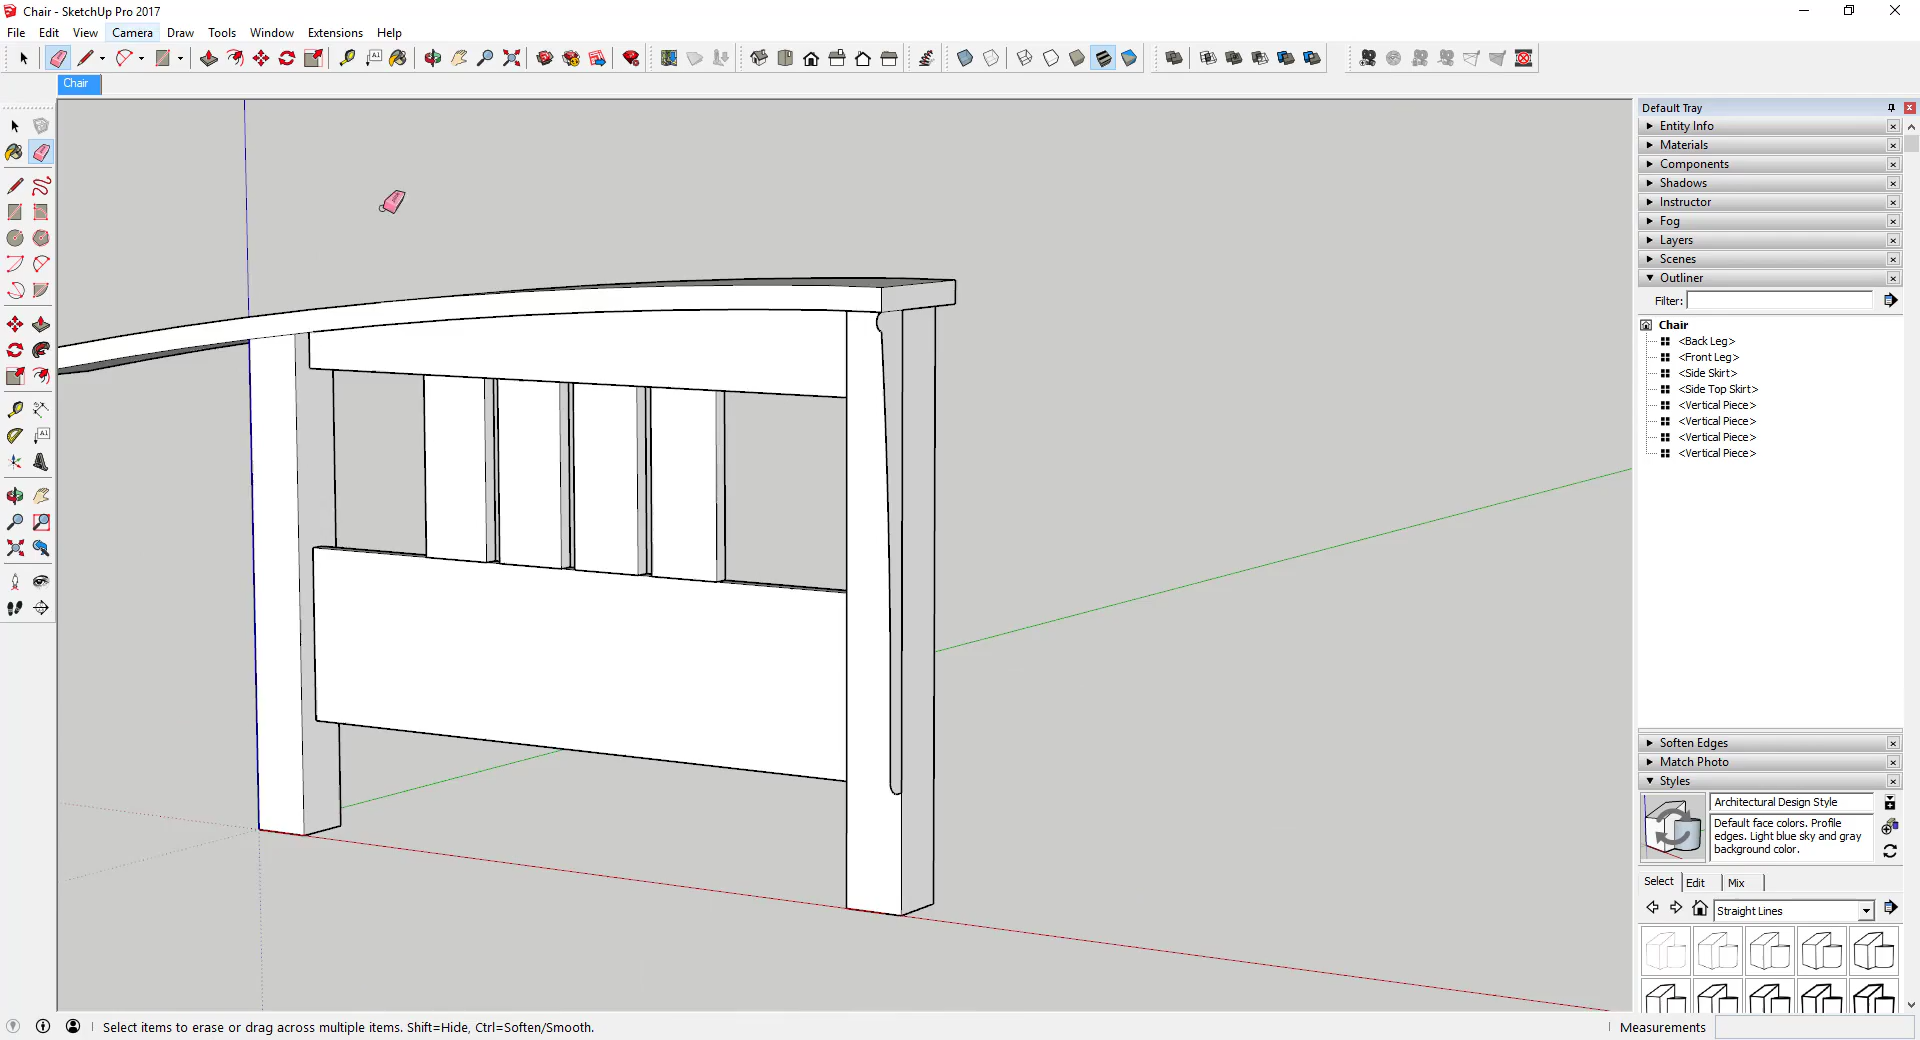 Chair - SketchUp Pro 2017
File Edit View Camera Draw Tools Window Extensions Help
Chair
Default Tray
Entity Info
Materials
Components
Shadows
Instructor
Fog
Layers
Scenes
Outliner
Filter:
Chair
<Back Leg>
<Front Leg>
<Side Skirt>
<Side Top Skirt>
<Vertical Piece>
<Vertical Piece>
<Vertical Piece>
<Vertical Piece>
Soften Edges
Match Photo
Styles
Architectural Design Style
Default face colors. Profile
edges. Light blue sky and gray
background color.
Select Edit Mix
Straight Lines
Select items to erase or drag across multiple items. Shift=Hide, Ctrl=Soften/Smooth.
Measurements